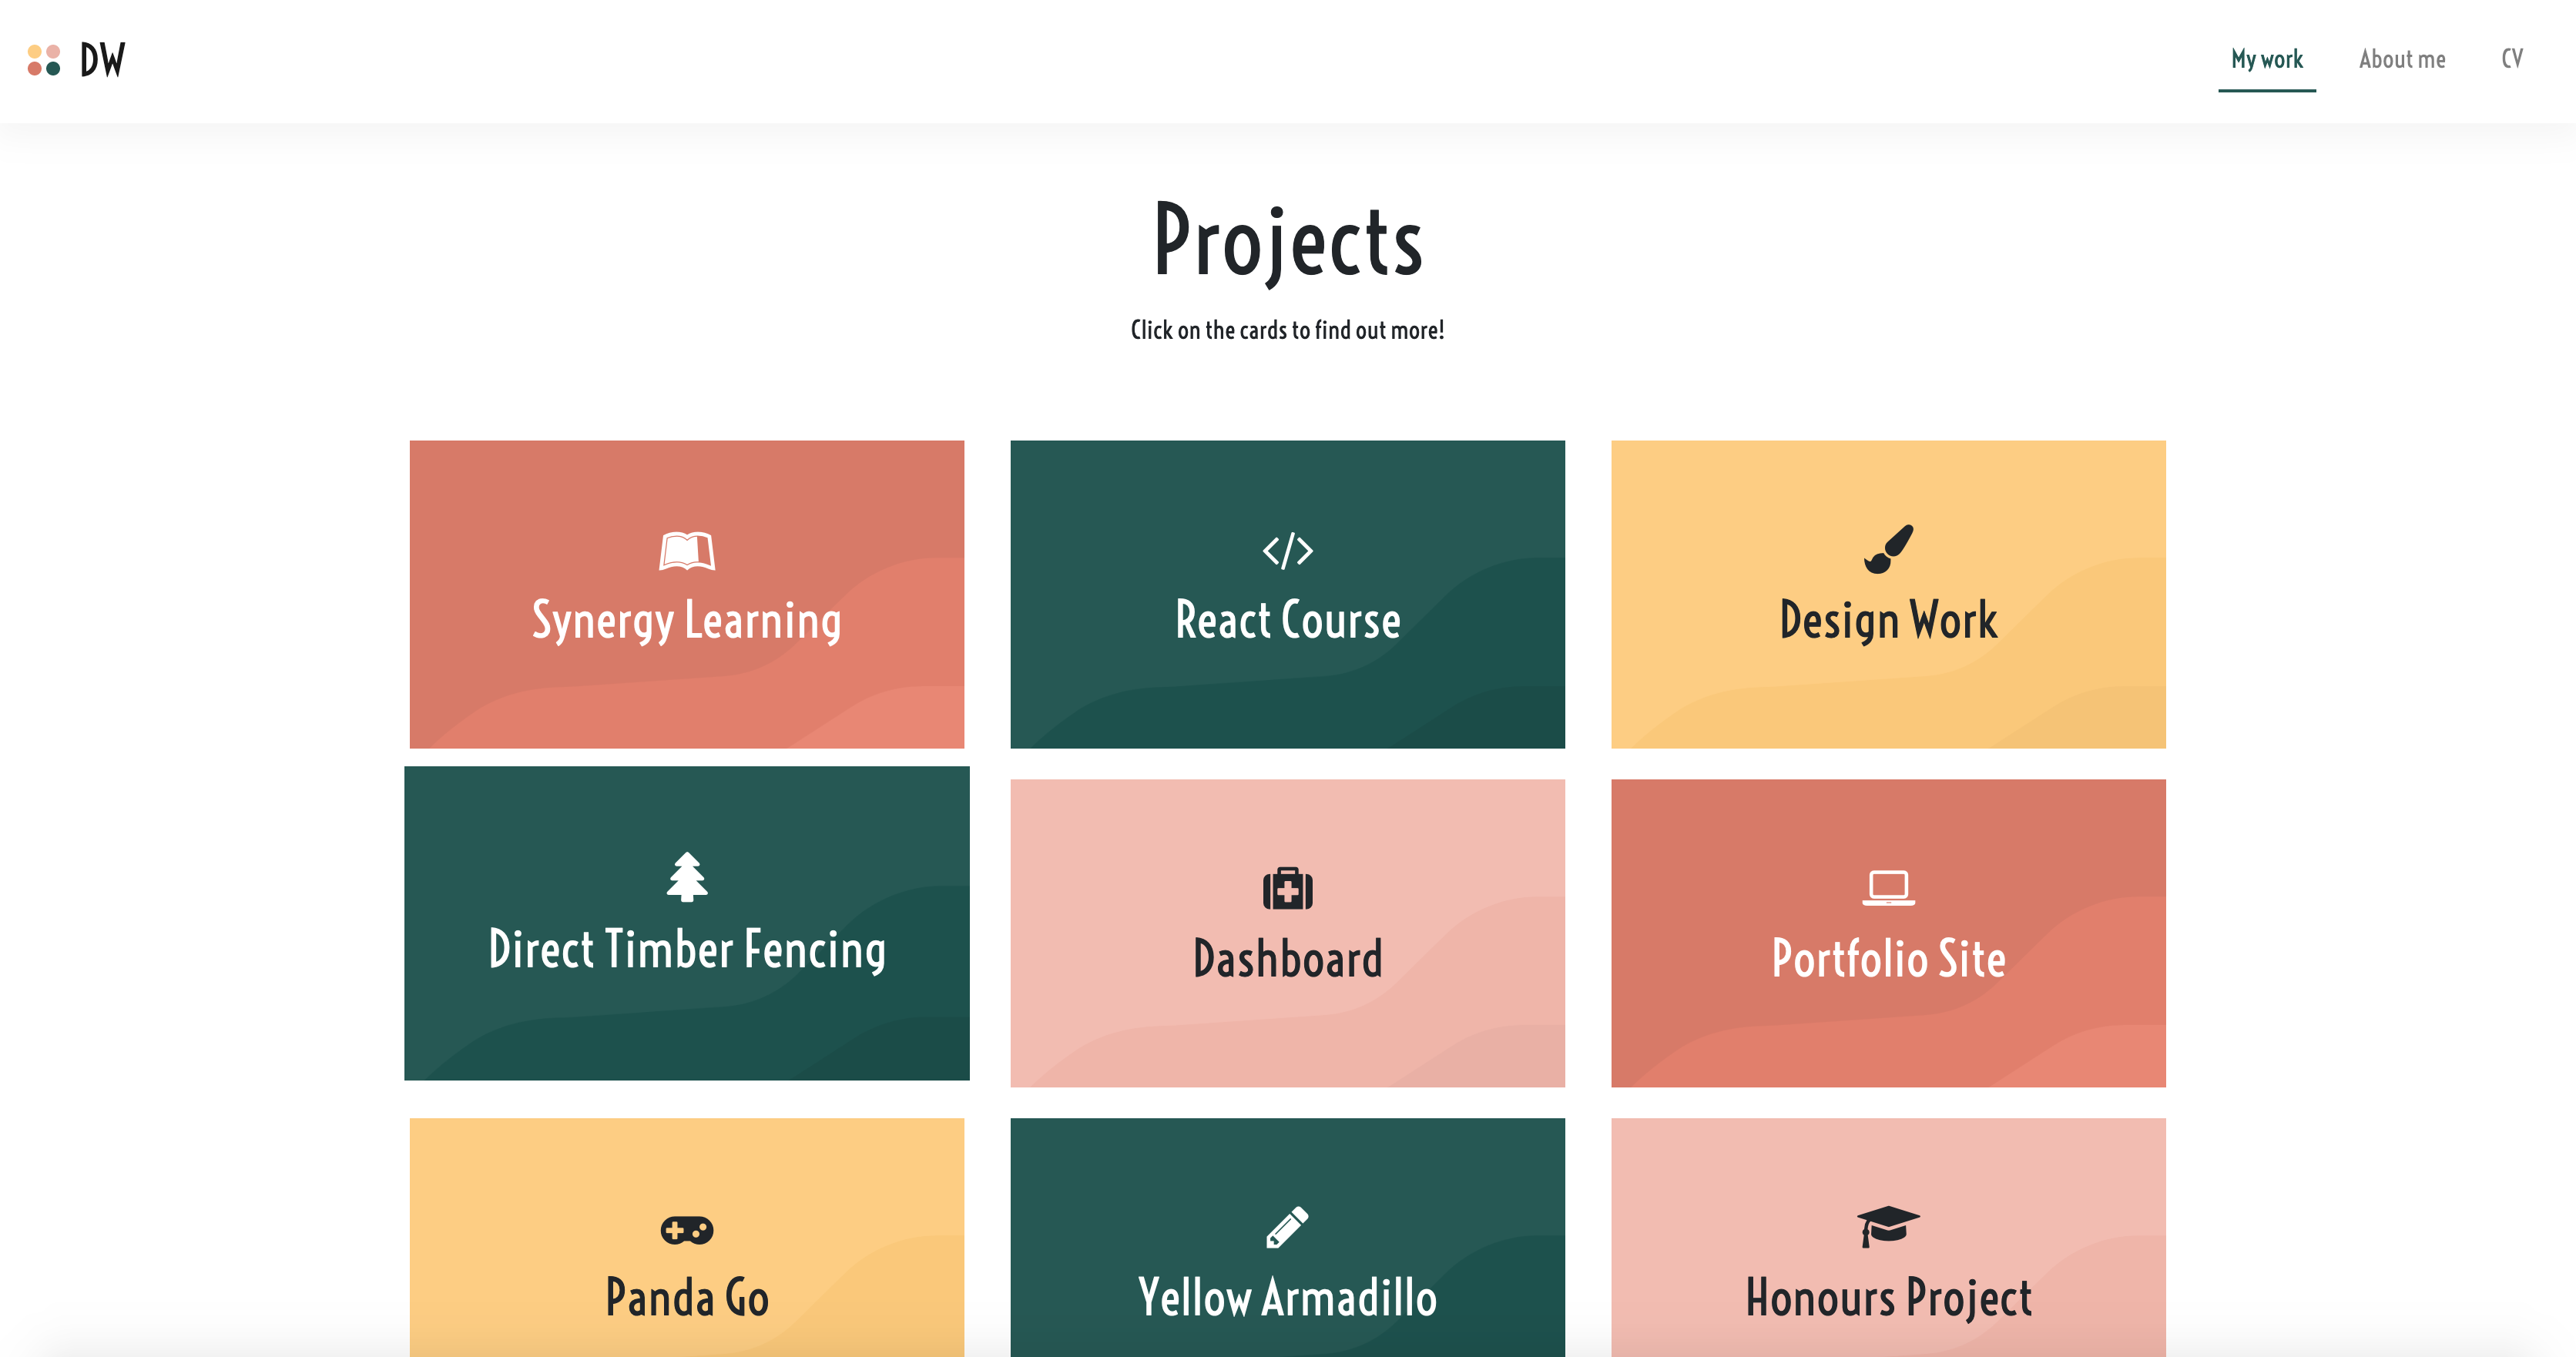 DW
My work
About me
CV
Projects
Click on the cards to find out more!
Synergy Learning
React Course
Design Work
Direct Timber Fencing
Dashboard
Portfolio Site
Panda Go
Yellow Armadillo
Honours Project